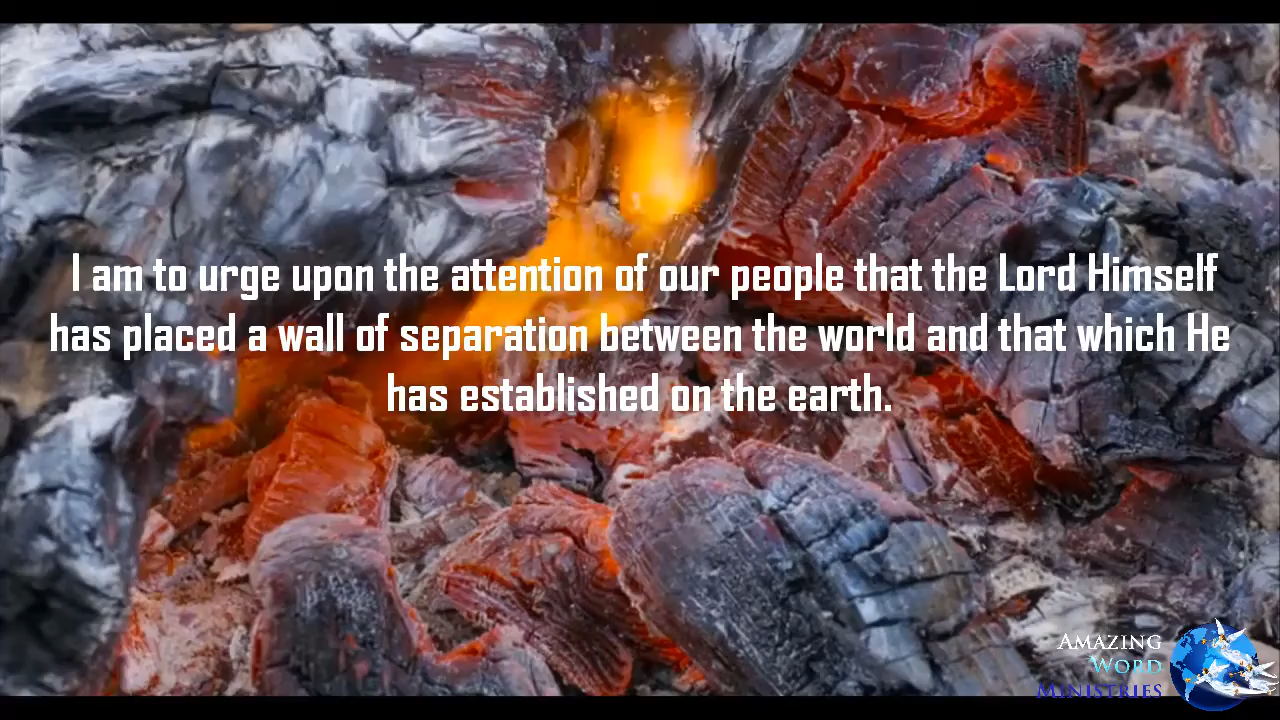 I am to urge upon the attention of our people that the Lord Himself
has placed a wall of separation between the world and that which He
has established on the earth.
AMAZING
WORD
MINISTRIES